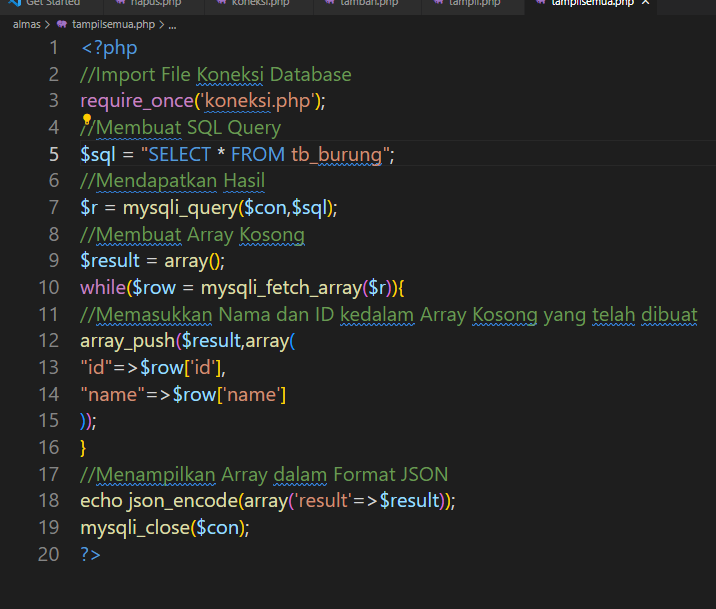 Get Started hapus.php koneksi.php tambah.php tampil.php tampilsemua.php ×
almas > tampilsemua.php > ...
1 <?php
2 //Import File Koneksi Database
3 require_once('koneksi.php');
4 //Membuat SQL Query
5 $sql = "SELECT * FROM tb_burung";
6 //Mendapatkan Hasil
7 $r = mysqli_query($con,$sql);
8 //Membuat Array Kosong
9 $result = array();
10 while($row = mysqli_fetch_array($r)){
11 //Memasukkan Nama dan ID kedalam Array Kosong yang telah dibuat
12 array_push($result,array(
13 "id"=>$row['id'],
14 "name"=>$row['name']
15 ));
16 }
17 //Menampilkan Array dalam Format JSON
18 echo json_encode(array('result'=>$result));
19 mysqli_close($con);
20 ?>